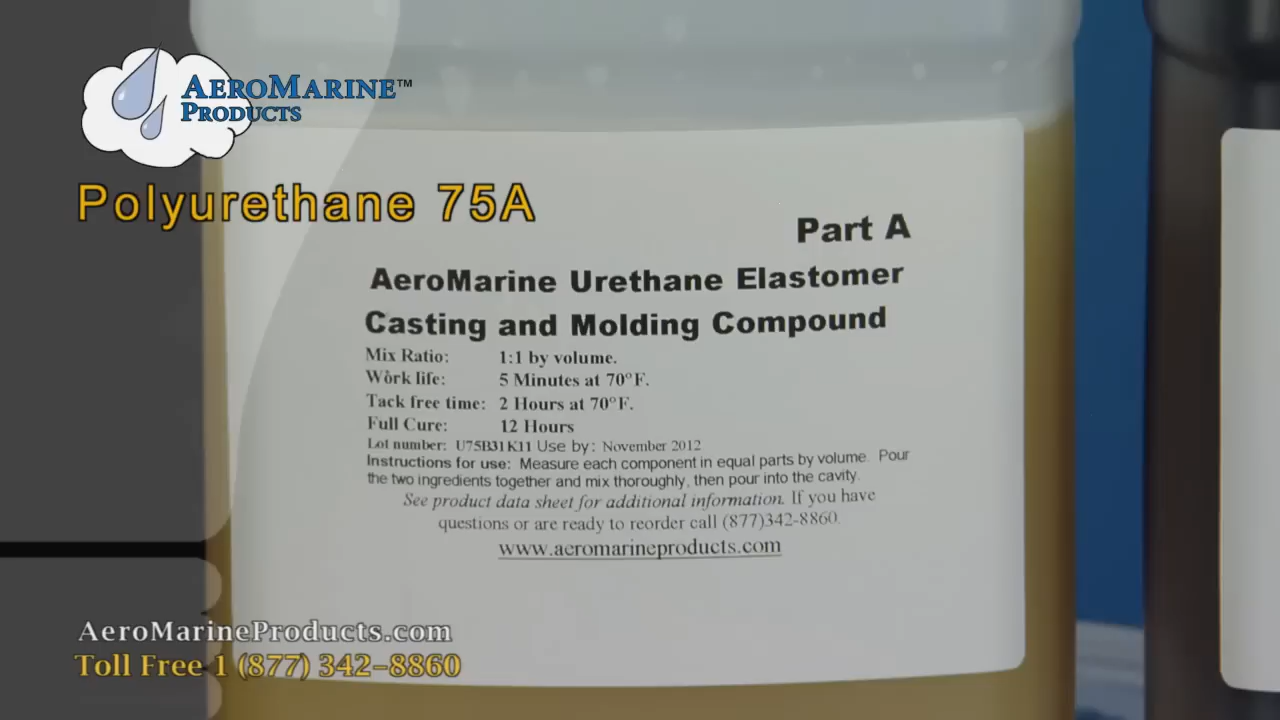 AEROMARINE™
PRODUCTS
Polyurethane 75A
Part A
AeroMarine Urethane Elastomer
Casting and Molding Compound
Mix Ratio: 1:1 by volume.
Work life: 5 Minutes at 70°F.
Tack free time: 2 Hours at 70°F.
Full Cure: 12 Hours
Lot number: U75B31K11 Use by: November 2012
Instructions for use: Measure each component in equal parts by volume. Pour
the two ingredients together and mix thoroughly, then pour into the cavity.
See product data sheet for additional information. If you have
questions or are ready to reorder call (877)342-8860.
www.aeromarineproducts.com
AeroMarineProducts.com
Toll Free 1 (877) 342-8860